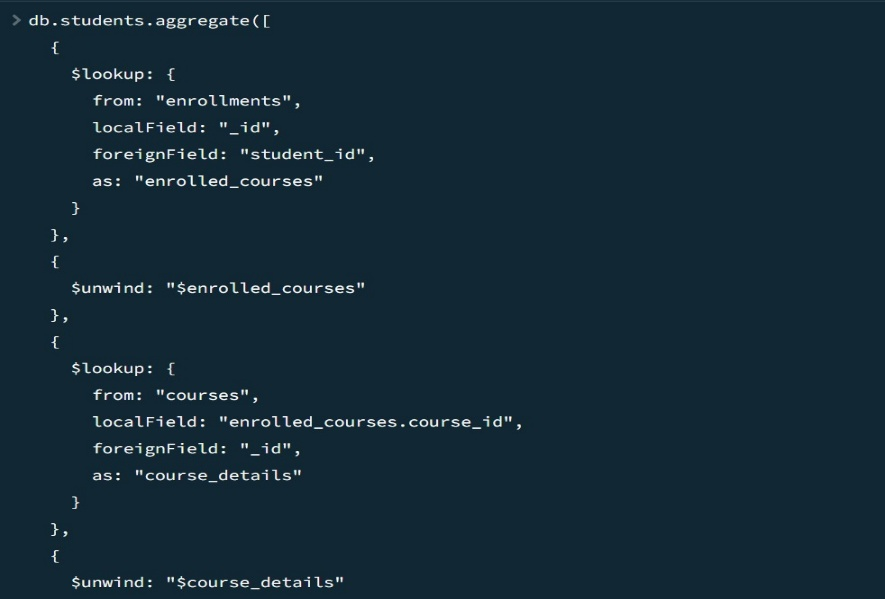 > db.students.aggregate([
{
$lookup: {
from: "enrollments",
localField: "_id",
foreignField: "student_id",
as: "enrolled_courses"
}
},
{
$unwind: "$enrolled_courses"
},
{
$lookup: {
from: "courses",
localField: "enrolled_courses.course_id",
foreignField: "_id",
as: "course_details"
}
},
{
$unwind: "$course_details"